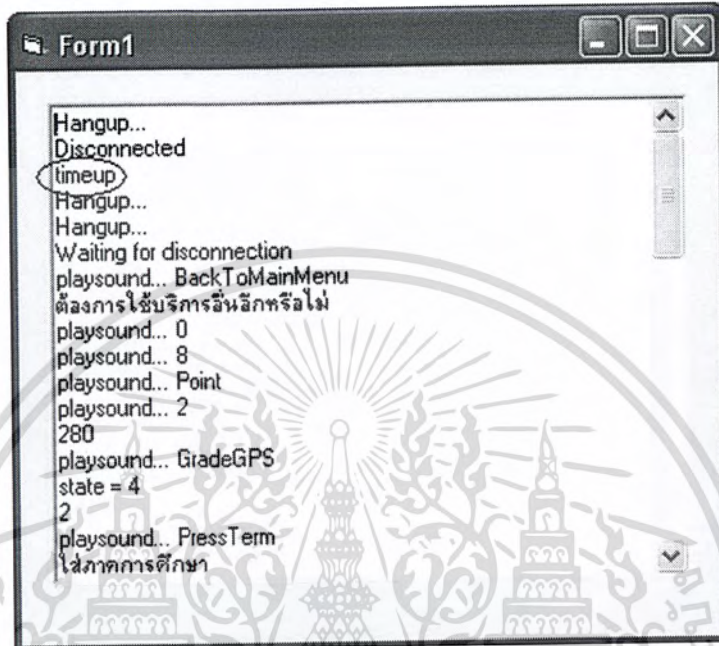 Form1
Hangup...
Disconnected
timeup
Hangup...
Hangup...
Waiting for disconnection
playsound... BackToMainMenu
ต้องการใช้บริการอื่นอีกหรือไม่
playsound... 0
playsound... 8
playsound... Point
playsound... 2
280
playsound... GradeGPS
state = 4
2
playsound... PressTerm
ใส่ภาคการศึกษา